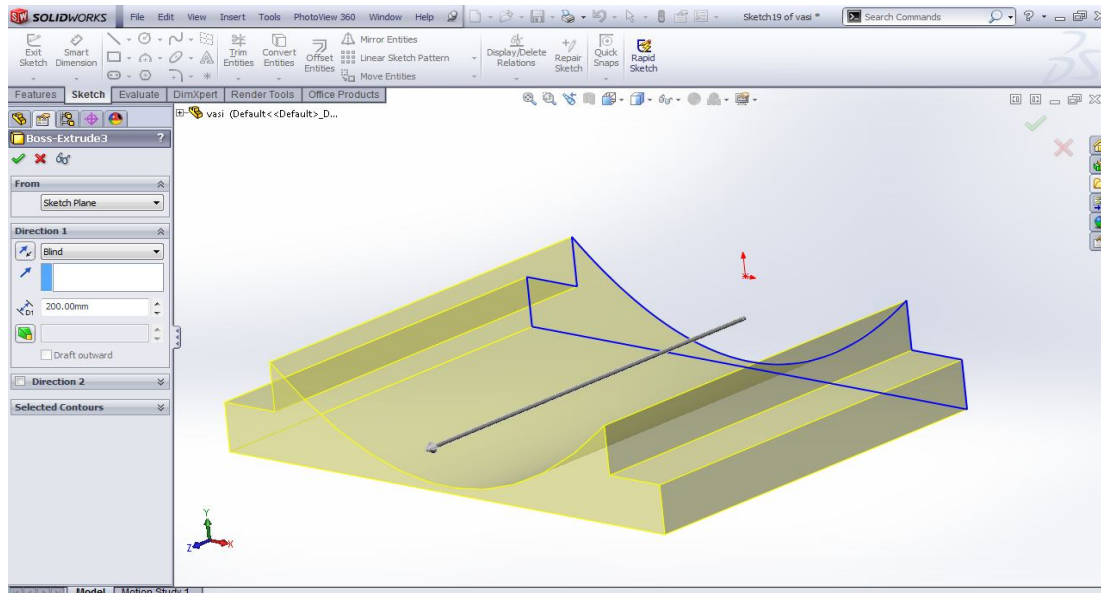 SOLIDWORKS File Edit View Insert Tools PhotoView 360 Window Help Sketch19 of vasi * Search Commands
Exit Sketch
Smart Dimension
Trim Entities
Convert Entities
Offset Entities
Mirror Entities
Linear Sketch Pattern
Move Entities
Display/Delete Relations
Repair Sketch
Quick Snaps
Rapid Sketch
Features Sketch Evaluate DimXpert Render Tools Office Products
vasi (Default<<Default>_D...
Boss-Extrude3 ?
From
Sketch Plane
Direction 1
Blind
D1 200.00mm
Draft outward
Direction 2
Selected Contours
Y
Z X
Model Motion Study 1